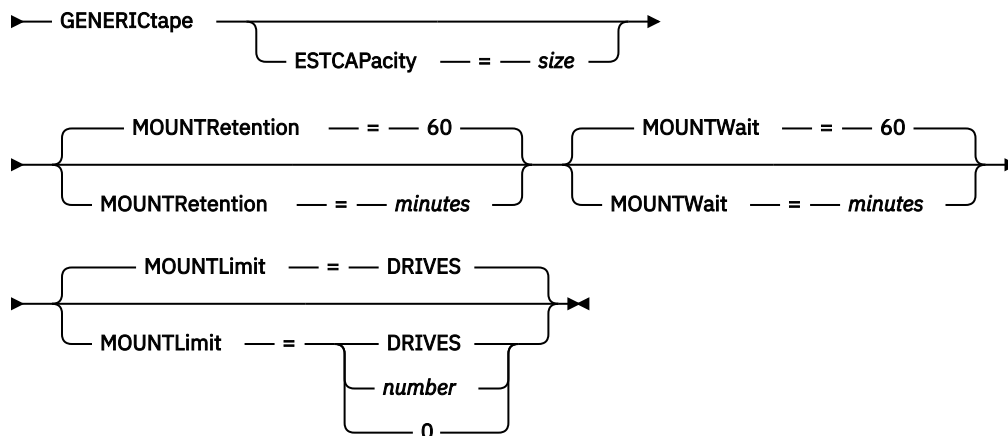 GENERICtape
ESTCAPacity = size
MOUNTRetention = 60 MOUNTWait = 60
MOUNTRetention = minutes MOUNTWait = minutes
MOUNTLimit = DRIVES
MOUNTLimit = DRIVES
number
0